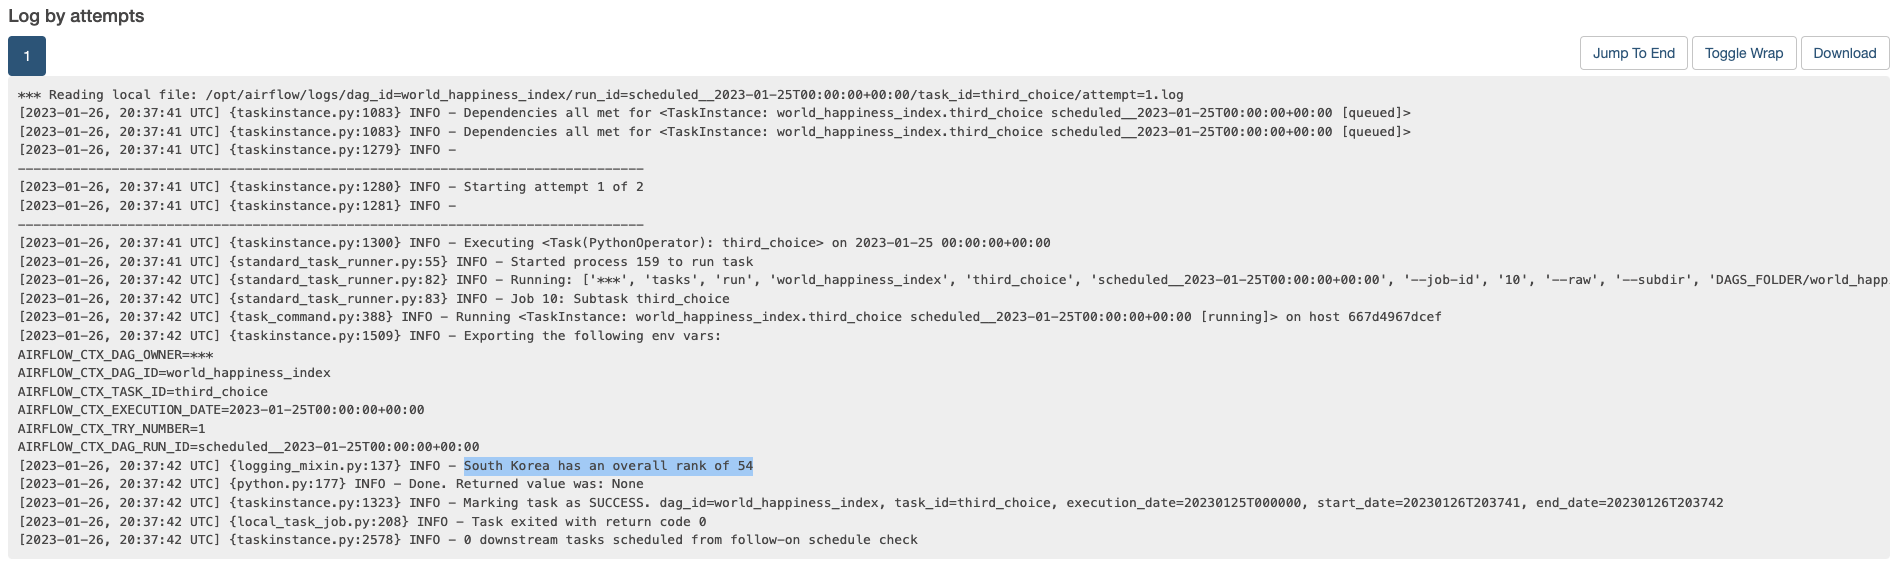 Log by attempts
1
Jump To End
Toggle Wrap
Download
*** Reading local file: /opt/airflow/logs/dag_id=world_happiness_index/run_id=scheduled__2023-01-25T00:00:00+00:00/task_id=third_choice/attempt=1.log
[2023-01-26, 20:37:41 UTC] {taskinstance.py:1083} INFO - Dependencies all met for <TaskInstance: world_happiness_index.third_choice scheduled__2023-01-25T00:00:00+00:00 [queued]>
[2023-01-26, 20:37:41 UTC] {taskinstance.py:1083} INFO - Dependencies all met for <TaskInstance: world_happiness_index.third_choice scheduled__2023-01-25T00:00:00+00:00 [queued]>
[2023-01-26, 20:37:41 UTC] {taskinstance.py:1279} INFO -
--------------------------------------------------------------------------------
[2023-01-26, 20:37:41 UTC] {taskinstance.py:1280} INFO - Starting attempt 1 of 2
[2023-01-26, 20:37:41 UTC] {taskinstance.py:1281} INFO -
--------------------------------------------------------------------------------
[2023-01-26, 20:37:41 UTC] {taskinstance.py:1300} INFO - Executing <Task(PythonOperator): third_choice> on 2023-01-25 00:00:00+00:00
[2023-01-26, 20:37:41 UTC] {standard_task_runner.py:55} INFO - Started process 159 to run task
[2023-01-26, 20:37:42 UTC] {standard_task_runner.py:82} INFO - Running: ['***', 'tasks', 'run', 'world_happiness_index', 'third_choice', 'scheduled__2023-01-25T00:00:00+00:00', '--job-id', '10', '--raw', '--subdir', 'DAGS_FOLDER/world_happ
[2023-01-26, 20:37:42 UTC] {standard_task_runner.py:83} INFO - Job 10: Subtask third_choice
[2023-01-26, 20:37:42 UTC] {task_command.py:388} INFO - Running <TaskInstance: world_happiness_index.third_choice scheduled__2023-01-25T00:00:00+00:00 [running]> on host 667d4967dcef
[2023-01-26, 20:37:42 UTC] {taskinstance.py:1509} INFO - Exporting the following env vars:
AIRFLOW_CTX_DAG_OWNER=***
AIRFLOW_CTX_DAG_ID=world_happiness_index
AIRFLOW_CTX_TASK_ID=third_choice
AIRFLOW_CTX_EXECUTION_DATE=2023-01-25T00:00:00+00:00
AIRFLOW_CTX_TRY_NUMBER=1
AIRFLOW_CTX_DAG_RUN_ID=scheduled__2023-01-25T00:00:00+00:00
[2023-01-26, 20:37:42 UTC] {logging_mixin.py:137} INFO - South Korea has an overall rank of 54
[2023-01-26, 20:37:42 UTC] {python.py:177} INFO - Done. Returned value was: None
[2023-01-26, 20:37:42 UTC] {taskinstance.py:1323} INFO - Marking task as SUCCESS. dag_id=world_happiness_index, task_id=third_choice, execution_date=20230125T000000, start_date=20230126T203741, end_date=20230126T203742
[2023-01-26, 20:37:42 UTC] {local_task_job.py:208} INFO - Task exited with return code 0
[2023-01-26, 20:37:42 UTC] {taskinstance.py:2578} INFO - 0 downstream tasks scheduled from follow-on schedule check